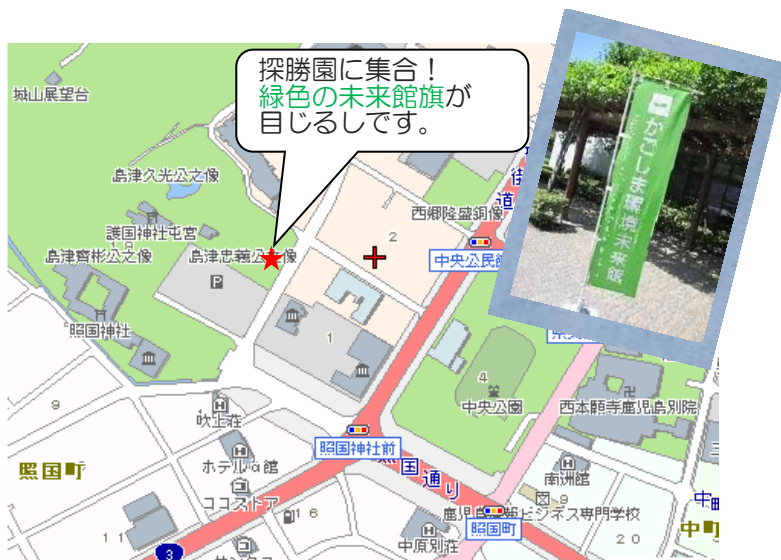 探勝園に集合！
緑色の未来館旗が
目じるしです。
かごしま環境未来館
城山展望台
島津久光公之像
護国神社屯宮
島津斉彬公之像
島津忠義公之像
西郷隆盛銅像
街
道
2
中央公民
P
照国神社
1
4
中央公園
西本願寺鹿児島別院
9
吹上荘
照国神社前
照国町
ホテルα館
ココストア
国
通
り
南洲館
9
ビジネス専門学校
照国町
中町
中原別荘
11
16
20
3